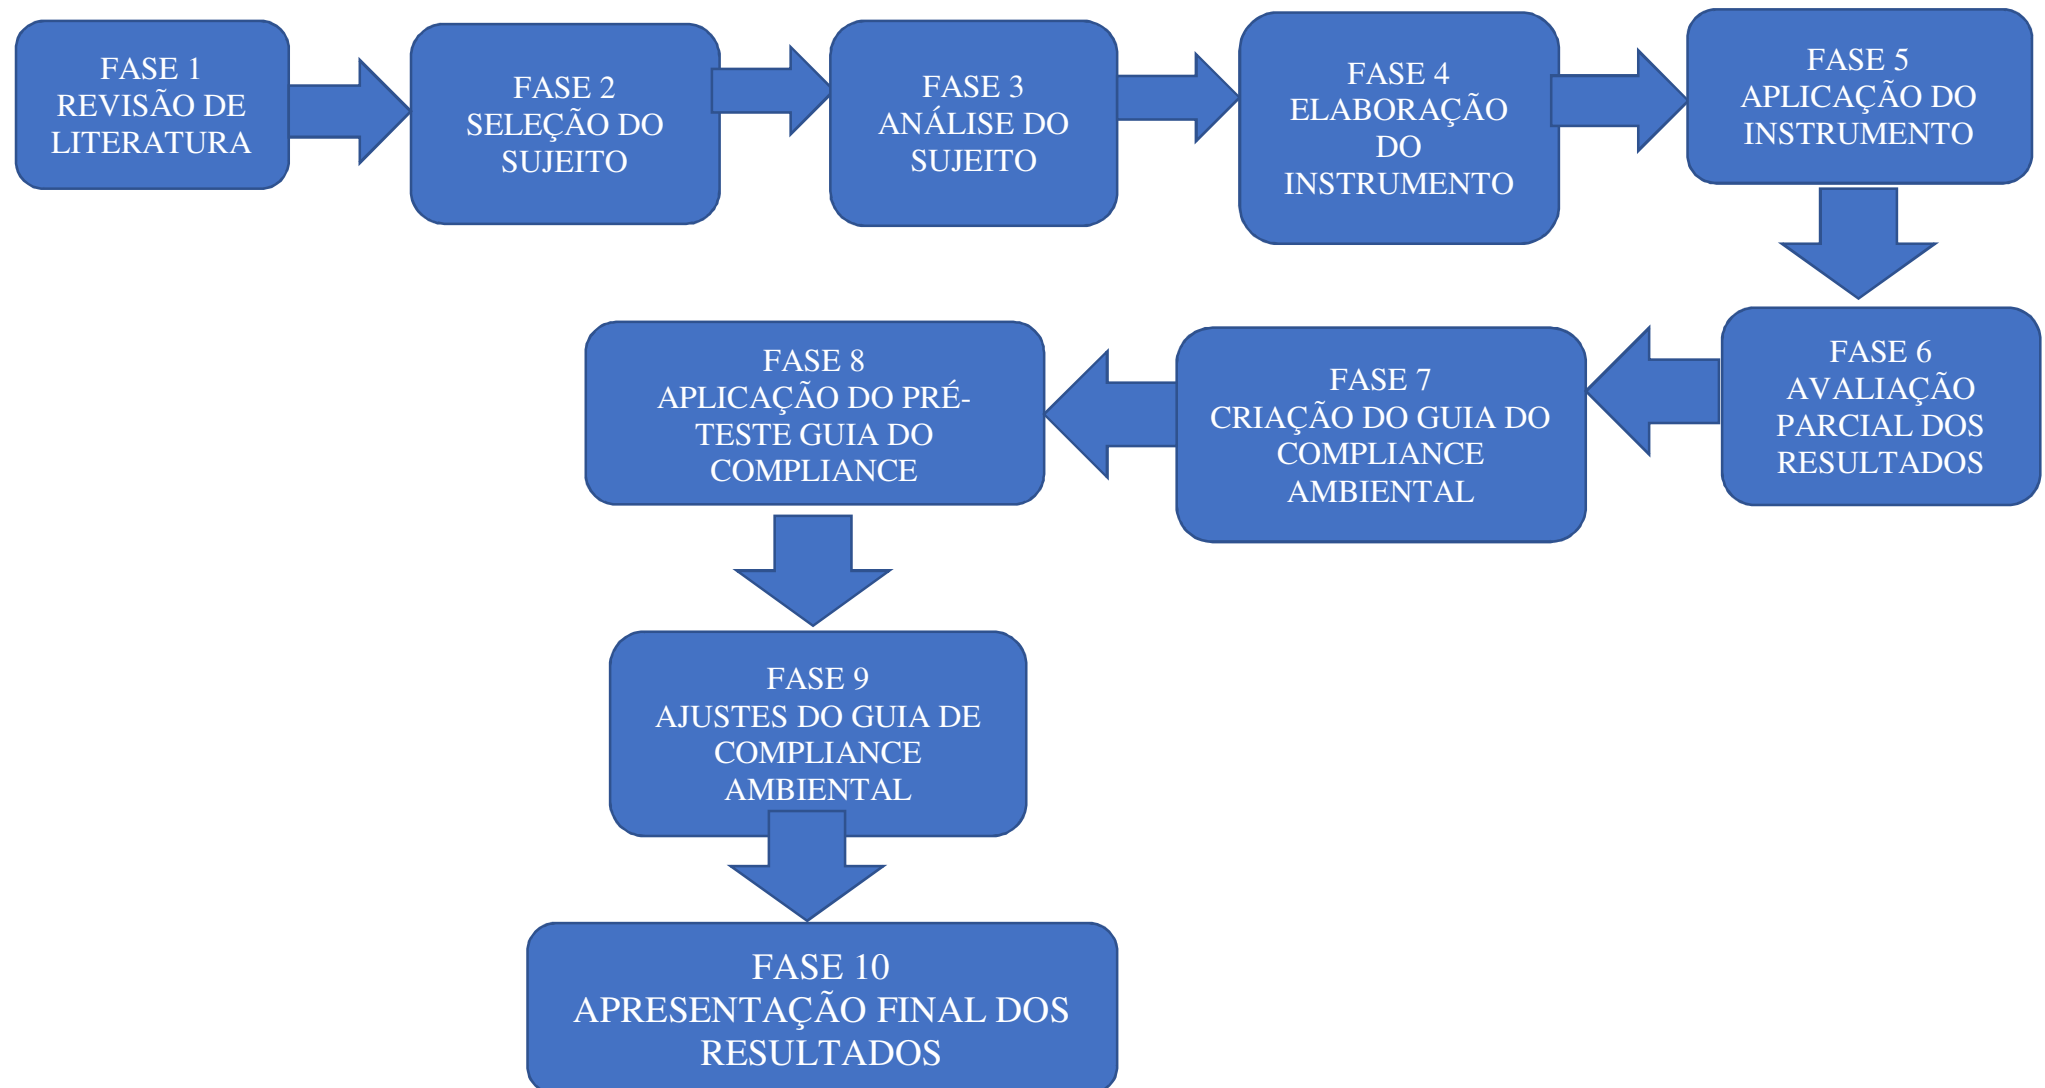 FASE 1
REVISÃO DE
LITERATURA
FASE 2
SELEÇÃO DO
SUJEITO
FASE 3
ANÁLISE DO
SUJEITO
FASE 4
ELABORAÇÃO
DO
INSTRUMENTO
FASE 5
APLICAÇÃO DO
INSTRUMENTO
FASE 6
AVALIAÇÃO
PARCIAL DOS
RESULTADOS
FASE 7
CRIAÇÃO DO GUIA DO
COMPLIANCE
AMBIENTAL
FASE 8
APLICAÇÃO DO PRÉ-
TESTE GUIA DO
COMPLIANCE
FASE 9
AJUSTES DO GUIA DE
COMPLIANCE
AMBIENTAL
FASE 10
APRESENTAÇÃO FINAL DOS
RESULTADOS